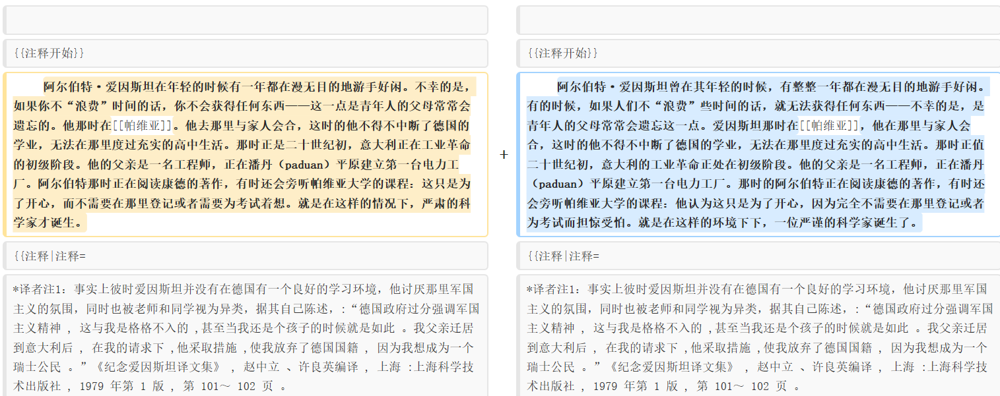 {{注释开始}}
阿尔伯特·爱因斯坦在年轻的时候有一年都在漫无目的地游手好闲。不幸的是，
如果你不“浪费”时间的话，你不会获得任何东西——这一点是青年人的父母常常会
遗忘的。他那时在[[帕维亚]]。他去那里与家人会合，这时的他不得不中断了德国的
学业，无法在那里度过充实的高中生活。那时正是二十世纪初，意大利正在工业革命
的初级阶段。他的父亲是一名工程师，正在潘丹（paduan）平原建立第一台电力工
厂。阿尔伯特那时正在阅读康德的著作，有时还会旁听帕维亚大学的课程：这只是为
了开心，而不需要在那里登记或者需要为考试着想。就是在这样的情况下，严肃的科
学家才诞生。
{{注释|注释=
*译者注1：事实上彼时爱因斯坦并没有在德国有一个良好的学习环境，他讨厌那里军国
主义的氛围，同时也被老师和同学视为异类，据其自己陈述，：“德国政府过分强调军国
主义精神 ， 这与我是格格不入的 ,甚至当我还是个孩子的时候就是如此 。我父亲迁居
到意大利后 ， 在我的请求下 ,他采取措施 ,使我放弃了德国国籍 ， 因为我想成为一个
瑞士公民 。”《纪念爱因斯坦译文集》 ， 赵中立 、许良英编译 ， 上海 :上海科学技
术出版社 ， 1979 年第 1 版 ， 第 101～ 102 页 。
+
{{注释开始}}
阿尔伯特·爱因斯坦曾在其年轻的时候，有整整一年都在漫无目的地游手好闲。
有的时候，如果人们不“浪费”些时间的话，就无法获得任何东西——不幸的是，是
青年人的父母常常会遗忘这一点。爱因斯坦那时在[[帕维亚]]，他在那里与家人会
合，这时的他不得不中断了德国的学业，无法在那里度过充实的高中生活。那时正值
二十世纪初，意大利的工业革命正处在初级阶段。他的父亲是一名工程师，正在潘丹
（paduan）平原建立第一台电力工厂。那时的阿尔伯特正在阅读康德的著作，有时还
会旁听帕维亚大学的课程：他认为这只是为了开心，因为完全不需要在那里登记或者
为考试而担惊受怕。就是在这样的环境下下，一位严谨的科学家诞生了。
{{注释|注释=
*译者注1：事实上彼时爱因斯坦并没有在德国有一个良好的学习环境，他讨厌那里军国
主义的氛围，同时也被老师和同学视为异类，据其自己陈述，：“德国政府过分强调军国
主义精神 ， 这与我是格格不入的 ,甚至当我还是个孩子的时候就是如此 。我父亲迁居
到意大利后 ， 在我的请求下 ,他采取措施 ,使我放弃了德国国籍 ， 因为我想成为一个
瑞士公民 。”《纪念爱因斯坦译文集》 ， 赵中立 、许良英编译 ， 上海 :上海科学技
术出版社 ， 1979 年第 1 版 ， 第 101～ 102 页 。